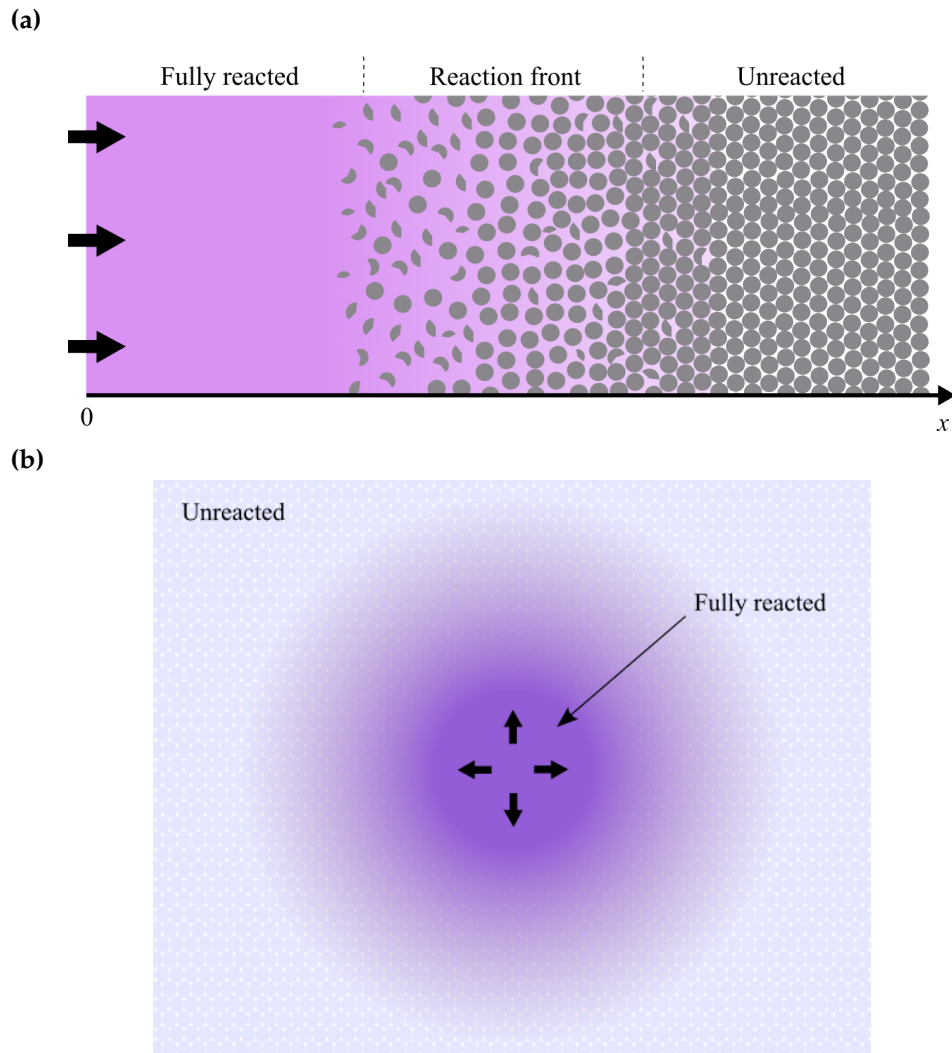 (a)
Fully reacted Reaction front Unreacted
0 x
(b)
Unreacted
Fully reacted